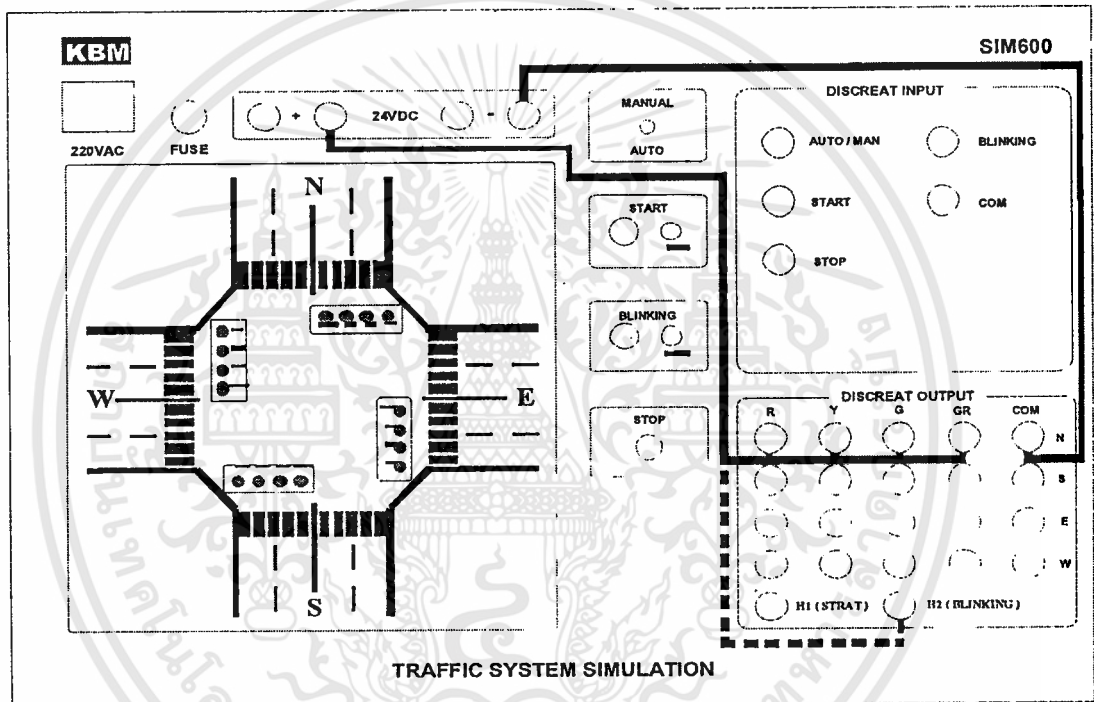 KBM
SIM600
220VAC
FUSE
+ 24VDC -
MANUAL
AUTO
START
BLINKING
STOP
DISCREAT INPUT
AUTO / MAN
BLINKING
START
COM
STOP
N
W
E
S
DISCREAT OUTPUT
R Y G GR COM
N
S
E
W
H1 ( STRAT ) H2 ( BLINKING )
TRAFFIC SYSTEM SIMULATION